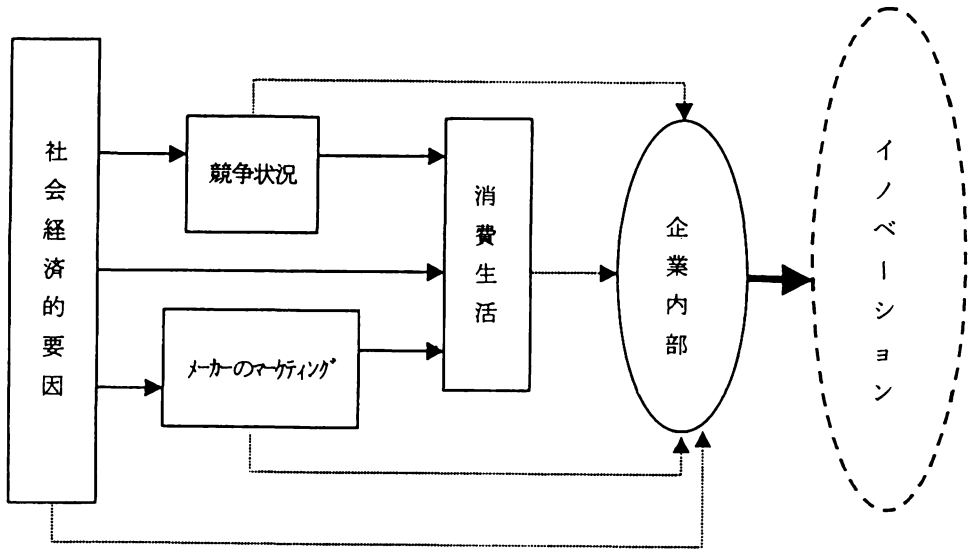 社会経済的要因
競争状況
メーカーのマーケティング
消費生活
企業内部
イノベーション